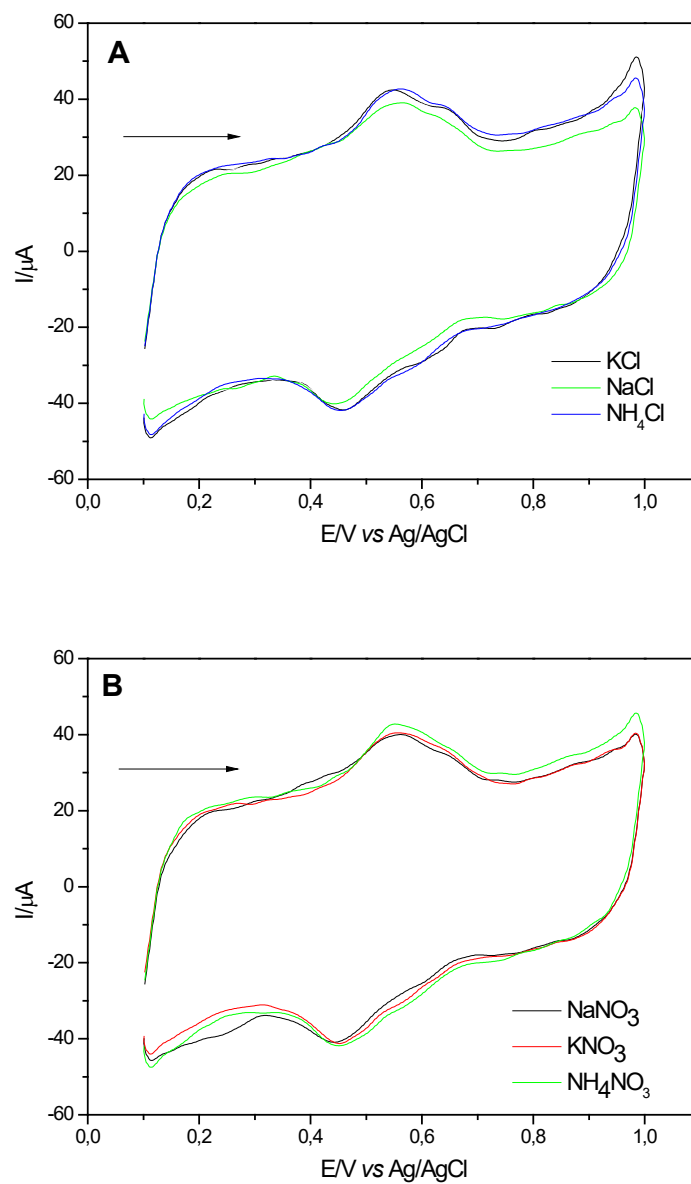 A
60
40
20
0
-20
-40
-60
I/μA
KCl
NaCl
NH₄Cl
0,0 0,2 0,4 0,6 0,8 1,0
E/V vs Ag/AgCl
B
60
40
20
0
-20
-40
-60
I/μA
NaNO₃
KNO₃
NH4NO₃
0,0 0,2 0,4 0,6 0,8 1,0
E/V vs Ag/AgCl